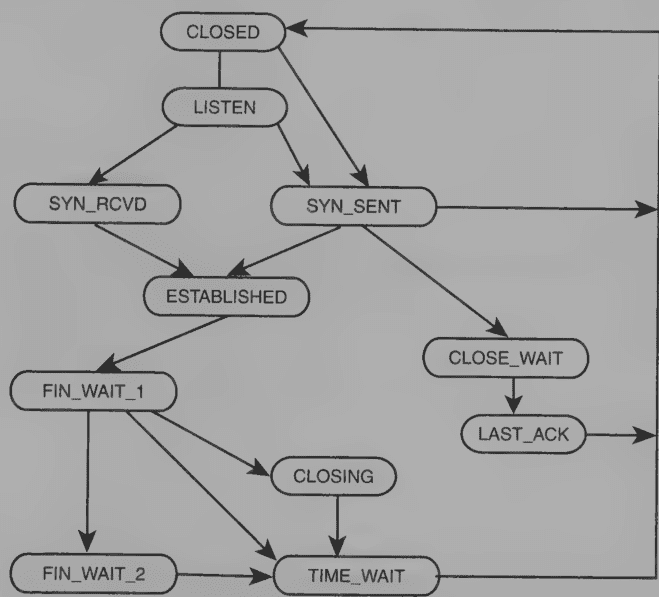 CLOSED
LISTEN
SYN_RCVD
SYN_SENT
ESTABLISHED
CLOSE_WAIT
FIN_WAIT_1
LAST_ACK
CLOSING
FIN_WAIT_2
TIME_WAIT